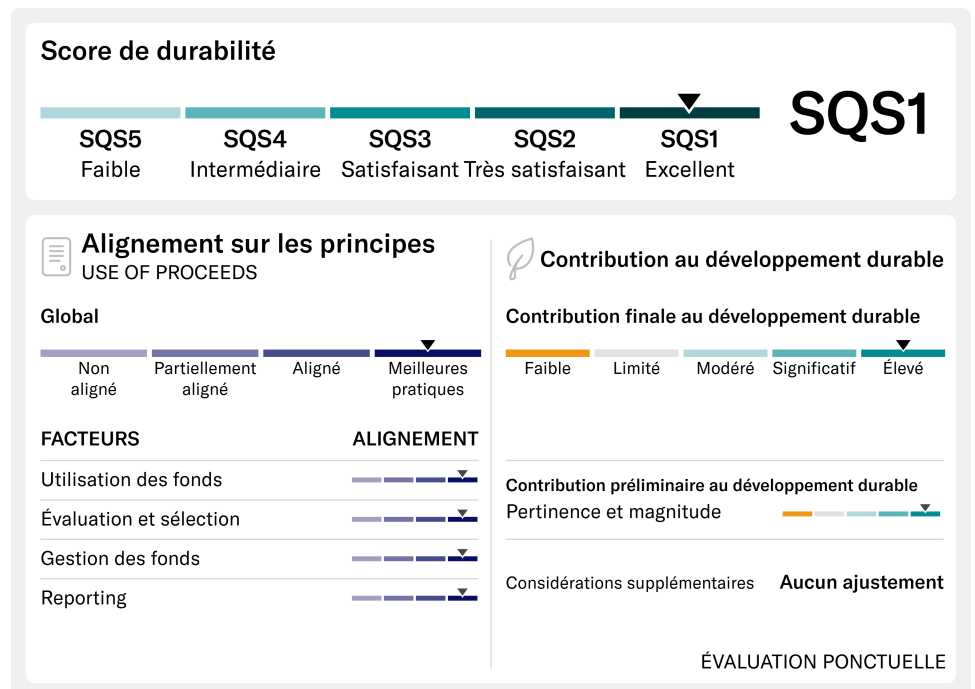 Score de durabilité
SQS1
SQS5 SQS4 SQS3 SQS2 SQS1
Faible Intermédiaire Satisfaisant Très satisfaisant Excellent
Alignement sur les principes
USE OF PROCEEDS
Global
Non aligné Partiellement aligné Aligné Meilleures pratiques
FACTEURS ALIGNEMENT
Utilisation des fonds
Évaluation et sélection
Gestion des fonds
Reporting
Contribution au développement durable
Contribution finale au développement durable
Faible Limité Modéré Significatif Élevé
Contribution préliminaire au développement durable
Pertinence et magnitude
Considérations supplémentaires Aucun ajustement
ÉVALUATION PONCTUELLE